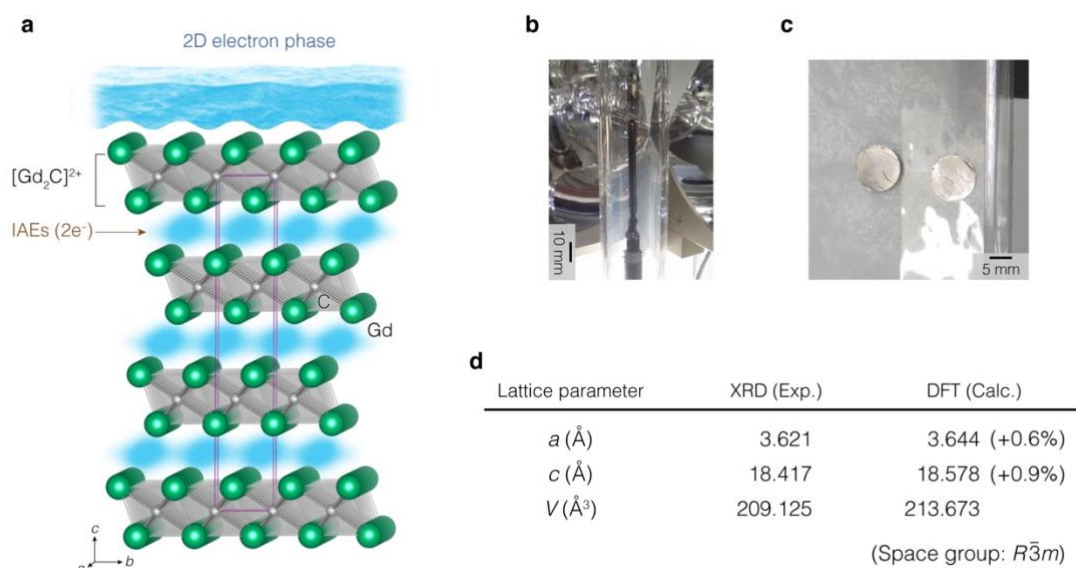 a
2D electron phase
[Gd₂C]²⁺
IAEs (2e⁻)
C
Gd
c
b
b
10 mm
c
5 mm
d
Lattice parameter XRD (Exp.) DFT (Calc.)
a (Å) 3.621 3.644 (+0.6%)
c (Å) 18.417 18.578 (+0.9%)
V (Å³) 209.125 213.673
(Space group: R3̅m)